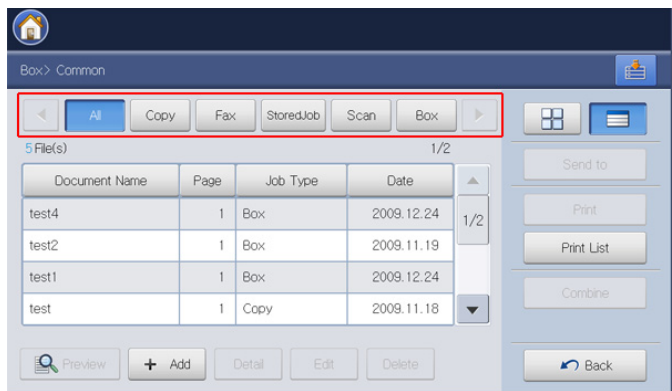 Box> Common
All Copy Fax StoredJob Scan Box
5 File(s) 1/2
Send to
Document Name Page Job Type Date
test4 1 Box 2009.12.24
1/2
Print
test2 1 Box 2009.11.19
Print List
test1 1 Box 2009.12.24
Combine
test 1 Copy 2009.11.18
Preview + Add Detail Edit Delete Back